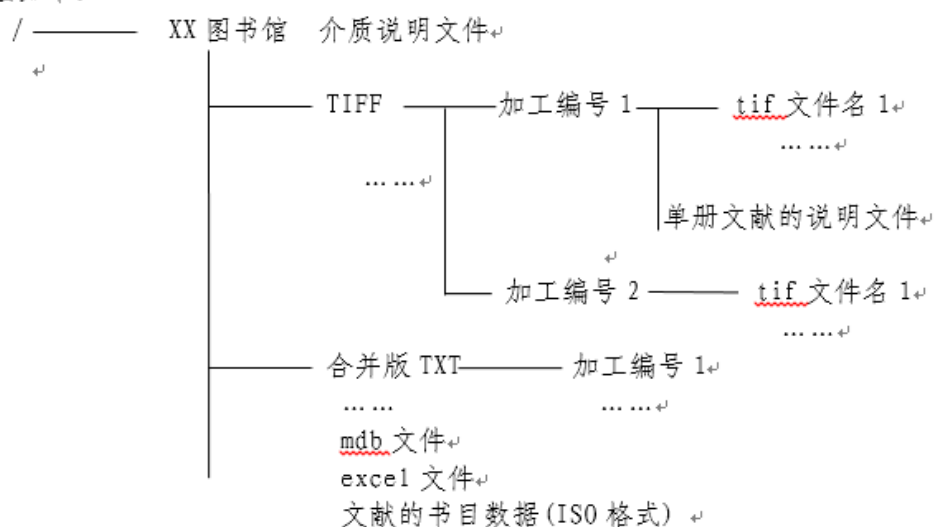 / XX 图书馆 介质说明文件
TIFF 加工编号 1 tif 文件名 1
……
……
单册文献的说明文件
加工编号 2 tif 文件名 1
……
合并版 TXT 加工编号 1
…… ……
mdb 文件
excel 文件
文献的书目数据(ISO 格式)